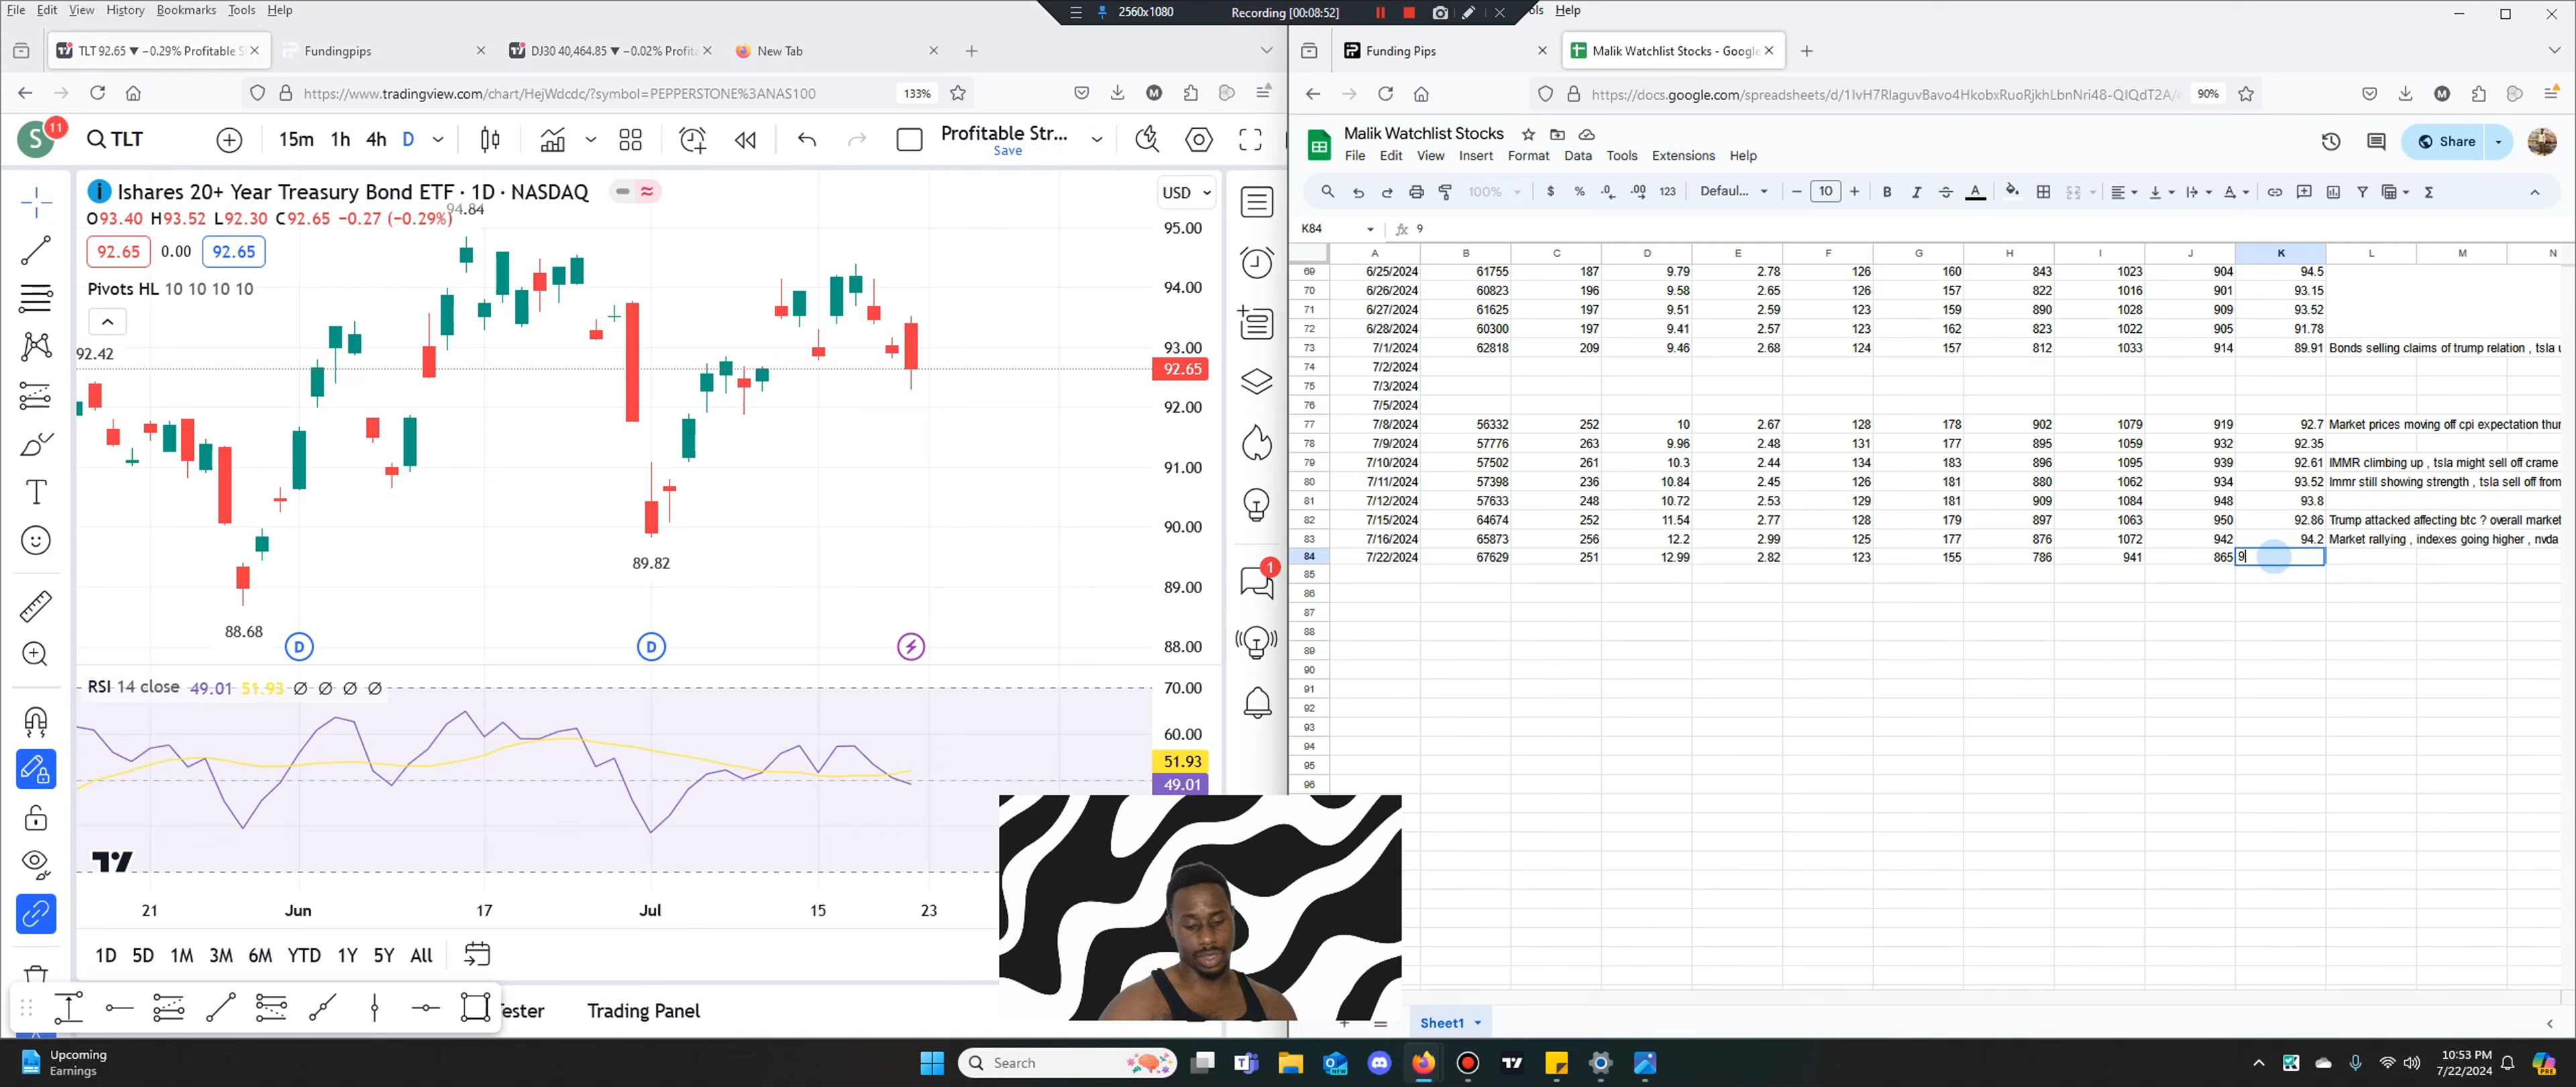 File Edit View History Bookmarks Tools Help
2560x1080 Recording [00:08:52]
ols Help
TLT 92.65 ▼ −0.29% Profitable S
Fundingpips
DJ30 40,464.85 ▼ −0.02% Profit
New Tab
Funding Pips
Malik Watchlist Stocks - Google
https://www.tradingview.com/chart/HejWdcdc/?symbol=PEPPERSTONE%3ANAS100
133%
90%
S 11 TLT 15m 1h 4h D
Profitable Str...
Save
Ishares 20+ Year Treasury Bond ETF · 1D · NASDAQ
USD
O93.40 H93.52 L92.30 C92.65 −0.27 (−0.29%)
94.84
92.65 0.00 92.65
Pivots HL 10 10 10 10
92.42
89.82
88.68
D D
95.00
94.00
93.00
92.65
92.00
91.00
90.00
89.00
88.00
RSI 14 close 49.01 51.93
70.00
60.00
51.93
49.01
21 Jun 17 Jul 15 23
1D 5D 1M 3M 6M YTD 1Y 5Y All
ester Trading Panel
1
Malik Watchlist Stocks
File Edit View Insert Format Data Tools Extensions Help
Share
100% $ % .0 .00 123 Defaul... − 10 + B I
K84 fx 9
A B C D E F G H I J K L M N
69 6/25/2024 61755 187 9.79 2.78 126 160 843 1023 904 94.5
70 6/26/2024 60823 196 9.58 2.65 126 157 822 1016 901 93.15
71 6/27/2024 61625 197 9.51 2.59 123 159 890 1028 909 93.52
72 6/28/2024 60300 197 9.41 2.57 123 162 823 1022 905 91.78
73 7/1/2024 62818 209 9.46 2.68 124 157 812 1033 914 89.91 Bonds selling claims of trump relation , tsla u
74 7/2/2024
75 7/3/2024
76 7/5/2024
77 7/8/2024 56332 252 10 2.67 128 178 902 1079 919 92.7 Market prices moving off cpi expectation thur
78 7/9/2024 57776 263 9.96 2.48 131 177 895 1059 932 92.35
79 7/10/2024 57502 261 10.3 2.44 134 183 896 1095 939 92.61 IMMR climbing up , tsla might sell off crame
80 7/11/2024 57398 236 10.84 2.45 126 181 880 1062 934 93.52 Immr still showing strength , tsla sell off from
81 7/12/2024 57633 248 10.72 2.53 129 181 909 1084 948 93.8
82 7/15/2024 64674 252 11.54 2.77 128 179 897 1063 950 92.86 Trump attacked affecting btc ? overall market
83 7/16/2024 65873 256 12.2 2.99 125 177 876 1072 942 94.2 Market rallying , indexes going higher , nvda
84 7/22/2024 67629 251 12.99 2.82 123 155 786 941 865 9
85
86
87
88
89
90
91
92
93
94
95
96
Sheet1
Upcoming
Earnings
Search
10:53 PM
7/22/2024